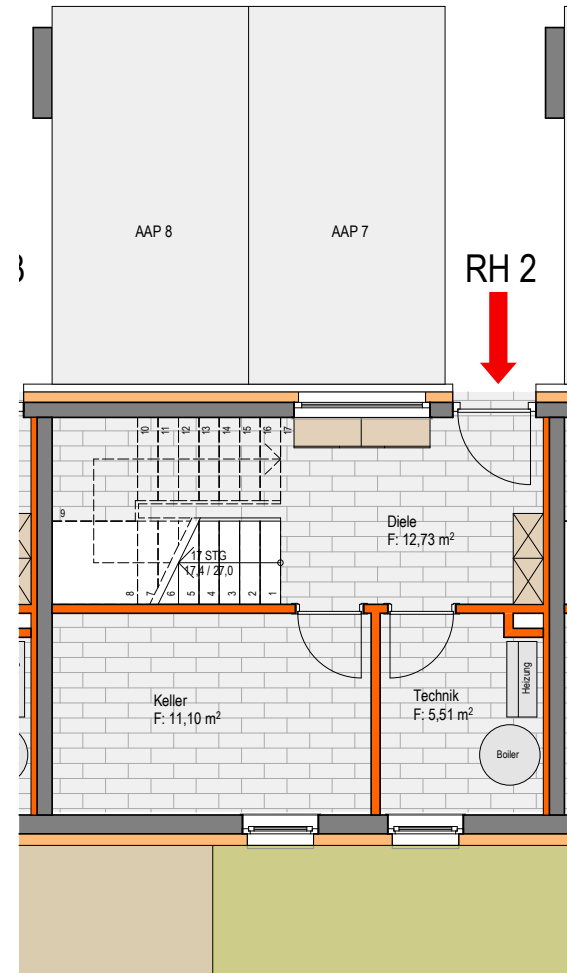 AAP 8
AAP 7
RH 2
10
11
12
13
14
15
16
17
9
Diele
F: 12,73 m²
17 STG
17,4 / 27,0
8
7
6
5
4
3
2
1
Keller
F: 11,10 m²
Technik
F: 5,51 m²
Heizung
Boiler